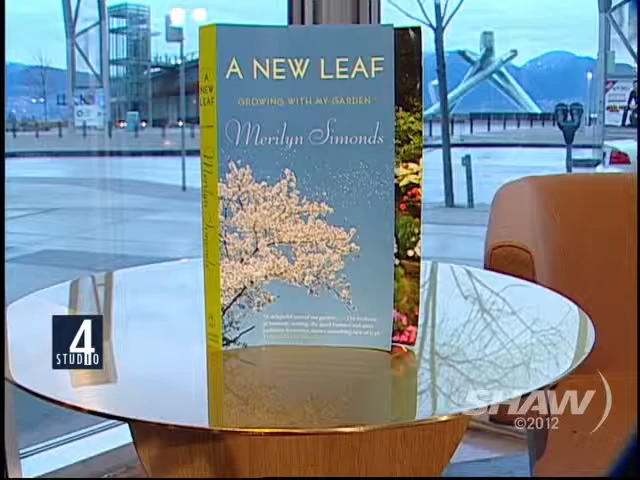 A NEW LEAF
GROWING WITH MY GARDEN
Merilyn Simonds
A NEW LEAF
Merilyn Simonds
4
STUDIO
SHAW)
©2012